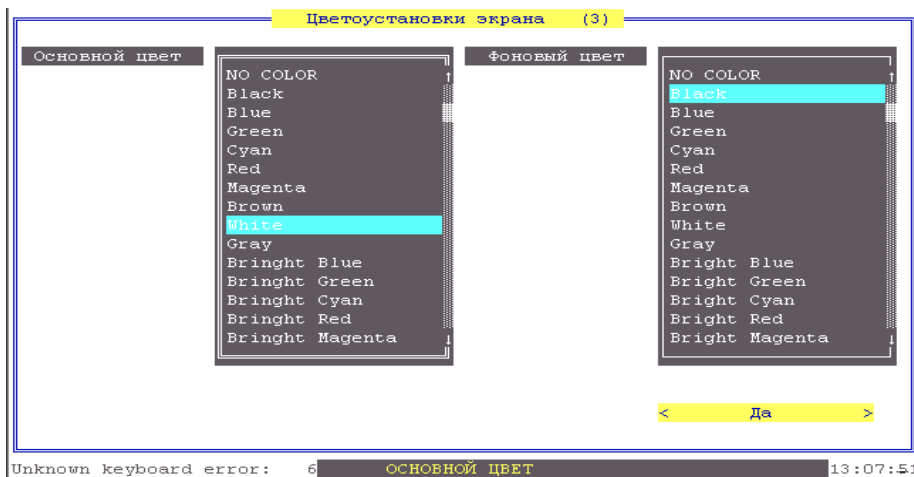 Цветоустановки экрана (3)
Основной цвет
NO COLOR
Black
Blue
Green
Cyan
Red
Magenta
Brown
White
Gray
Bringht Blue
Bringht Green
Bringht Cyan
Bringht Red
Bringht Magenta
Фоновый цвет
NO COLOR
Black
Blue
Green
Cyan
Red
Magenta
Brown
White
Gray
Bright Blue
Bright Green
Bright Cyan
Bright Red
Bright Magenta
< Да >
Unknown keyboard error: 6 ОСНОВНОЙ ЦВЕТ 13:07:51